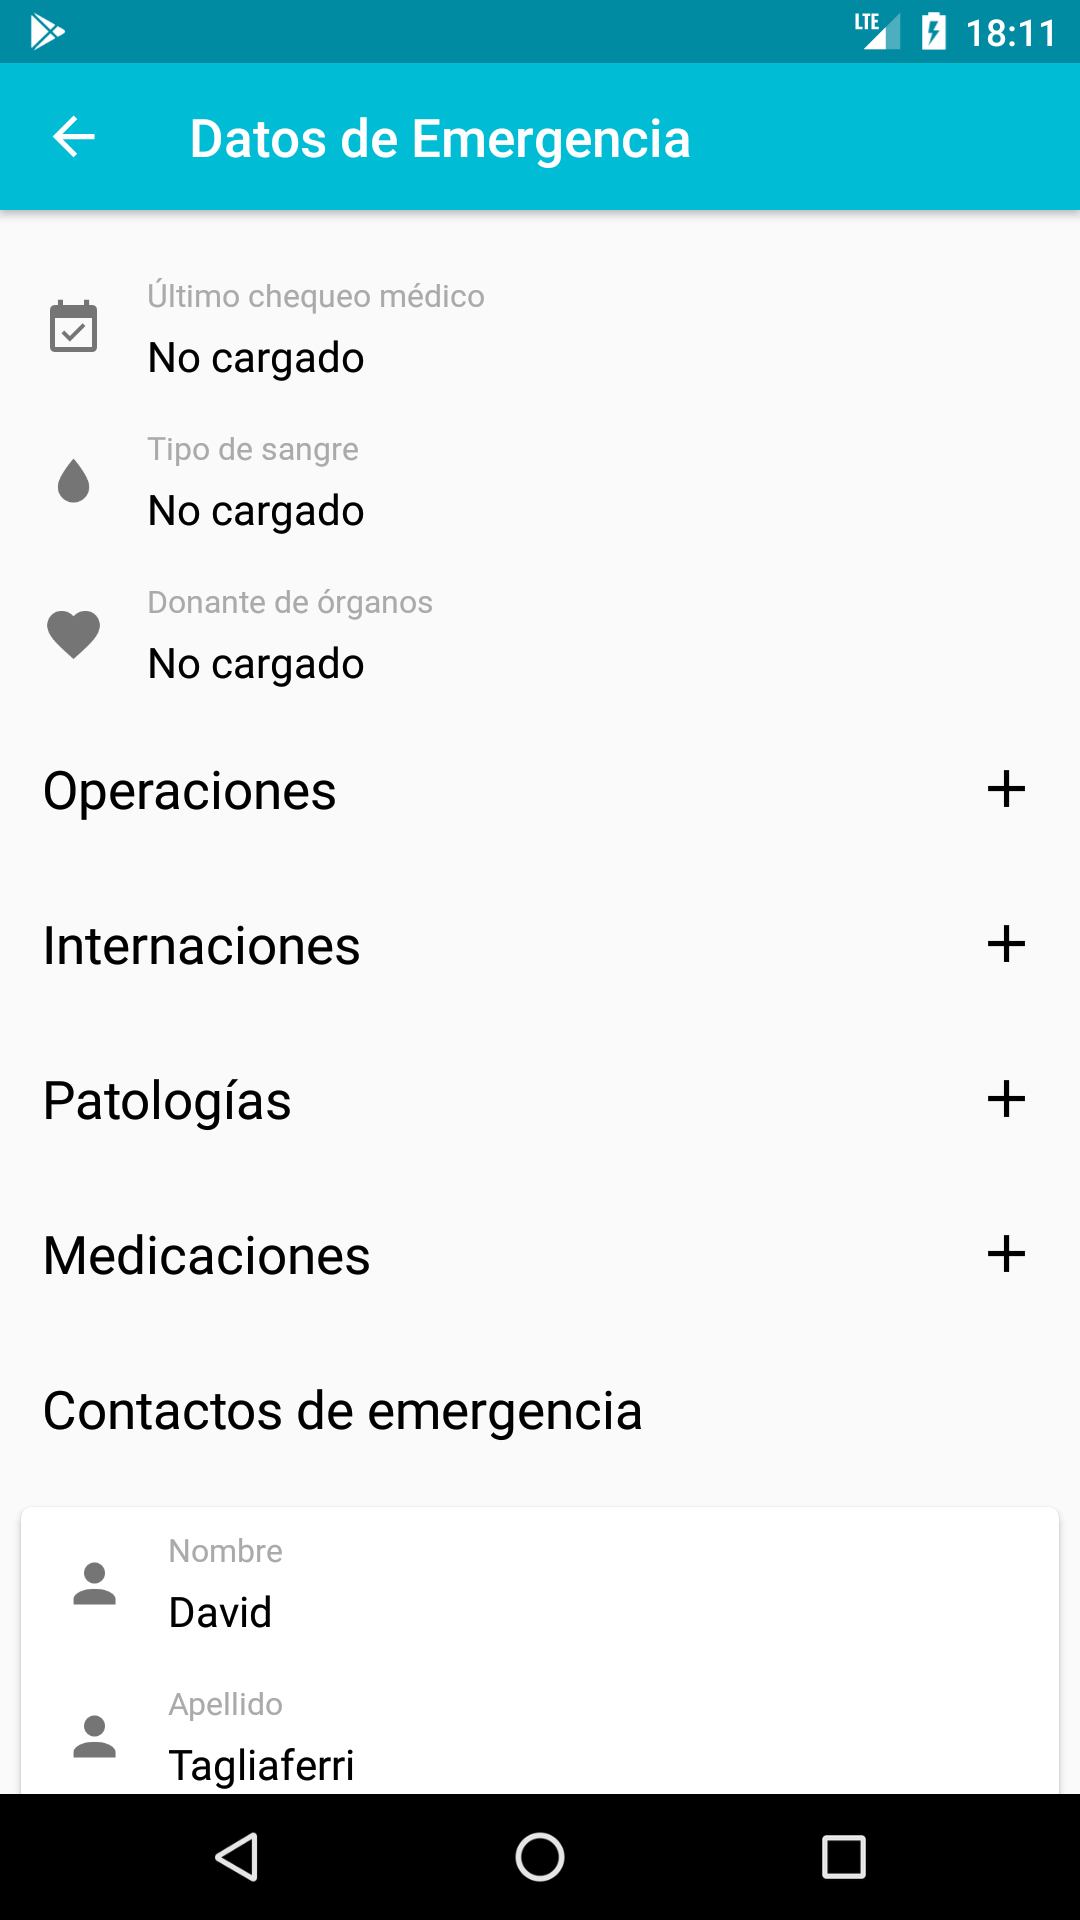 LTE 18:11
Datos de Emergencia
Último chequeo médico
No cargado
Tipo de sangre
No cargado
Donante de órganos
No cargado
Operaciones
Internaciones
Patologías
Medicaciones
Contactos de emergencia
Nombre
David
Apellido
Tagliaferri